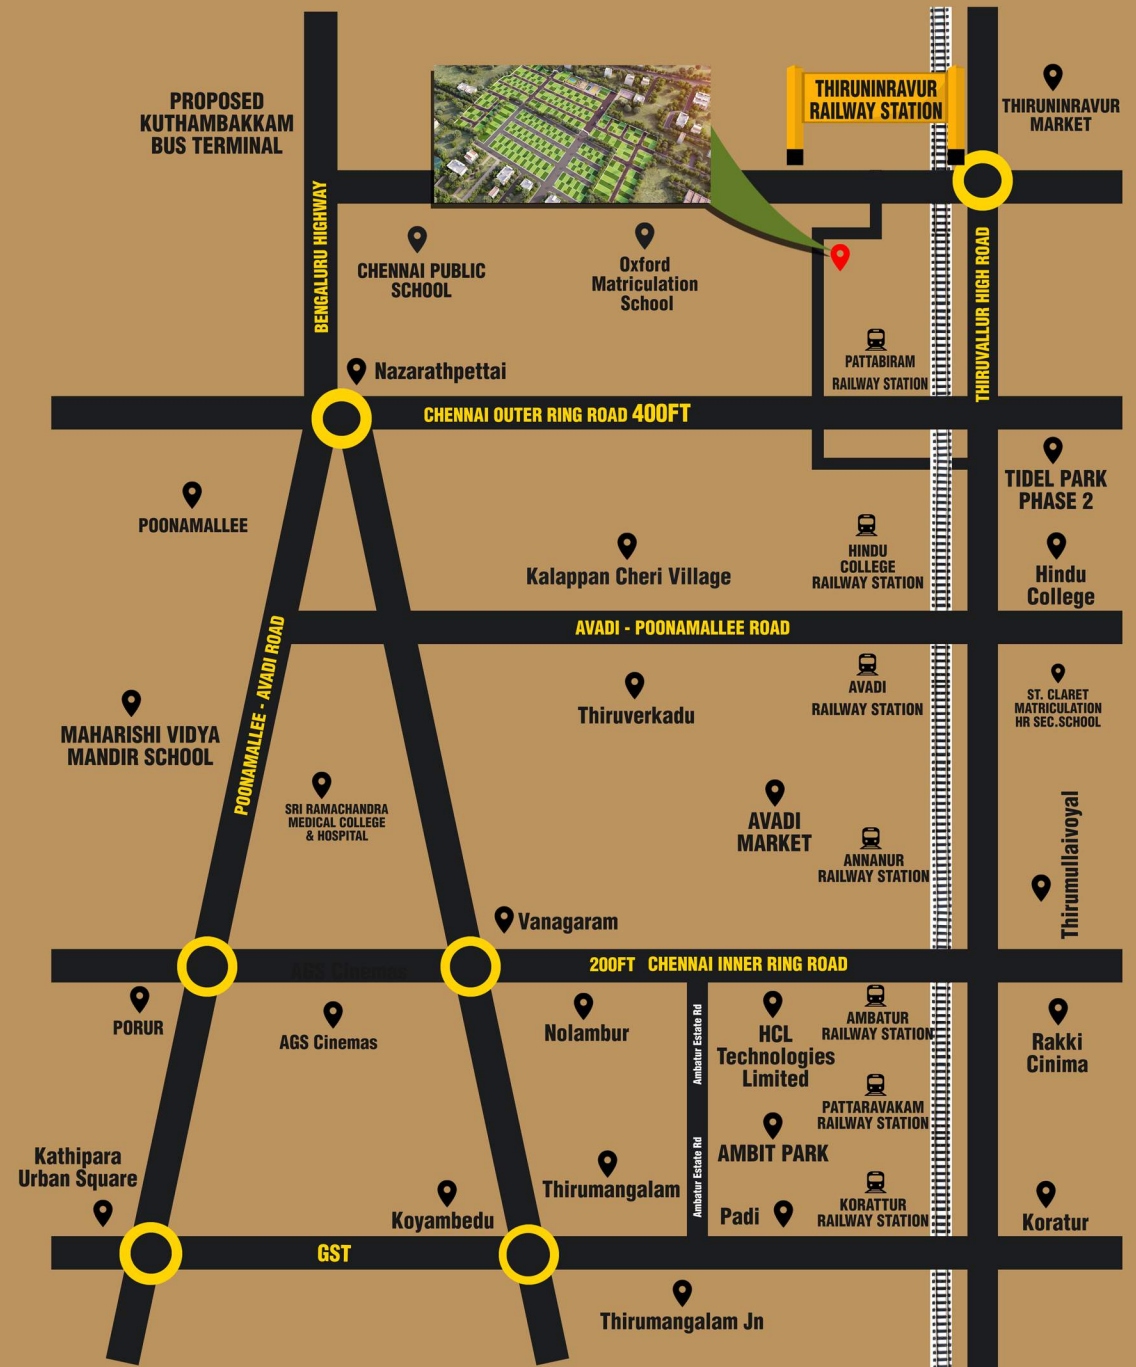 PROPOSED
KUTHAMBAKKAM
BUS TERMINAL
THIRUNINRAVUR
RAILWAY STATION
THIRUNINRAVUR
MARKET
BENGALURU HIGHWAY
CHENNAI PUBLIC
SCHOOL
Oxford
Matriculation
School
THIRUVALLUR HIGH ROAD
PATTABIRAM
RAILWAY STATION
Nazarathpettai
CHENNAI OUTER RING ROAD 400FT
POONAMALLEE
TIDEL PARK
PHASE 2
Kalappan Cheri Village
HINDU
COLLEGE
RAILWAY STATION
Hindu
College
AVADI - POONAMALLEE ROAD
POONAMALLEE - AVADI ROAD
Thiruverkadu
AVADI
RAILWAY STATION
ST. CLARET
MATRICULATION
HR SEC.SCHOOL
MAHARISHI VIDYA
MANDIR SCHOOL
SRI RAMACHANDRA
MEDICAL COLLEGE
& HOSPITAL
AVADI
MARKET
ANNANUR
RAILWAY STATION
Thirumullaivoyal
Vanagaram
AGS Cinemas
200FT CHENNAI INNER RING ROAD
PORUR
AGS Cinemas
Nolambur
Ambatur Estate Rd
HCL
Technologies
Limited
AMBATUR
RAILWAY STATION
Rakki
Cinima
PATTARAVAKAM
RAILWAY STATION
AMBIT PARK
Kathipara
Urban Square
Koyambedu
Thirumangalam
Ambatur Estate Rd
Padi
KORATTUR
RAILWAY STATION
Koratur
GST
Thirumangalam Jn